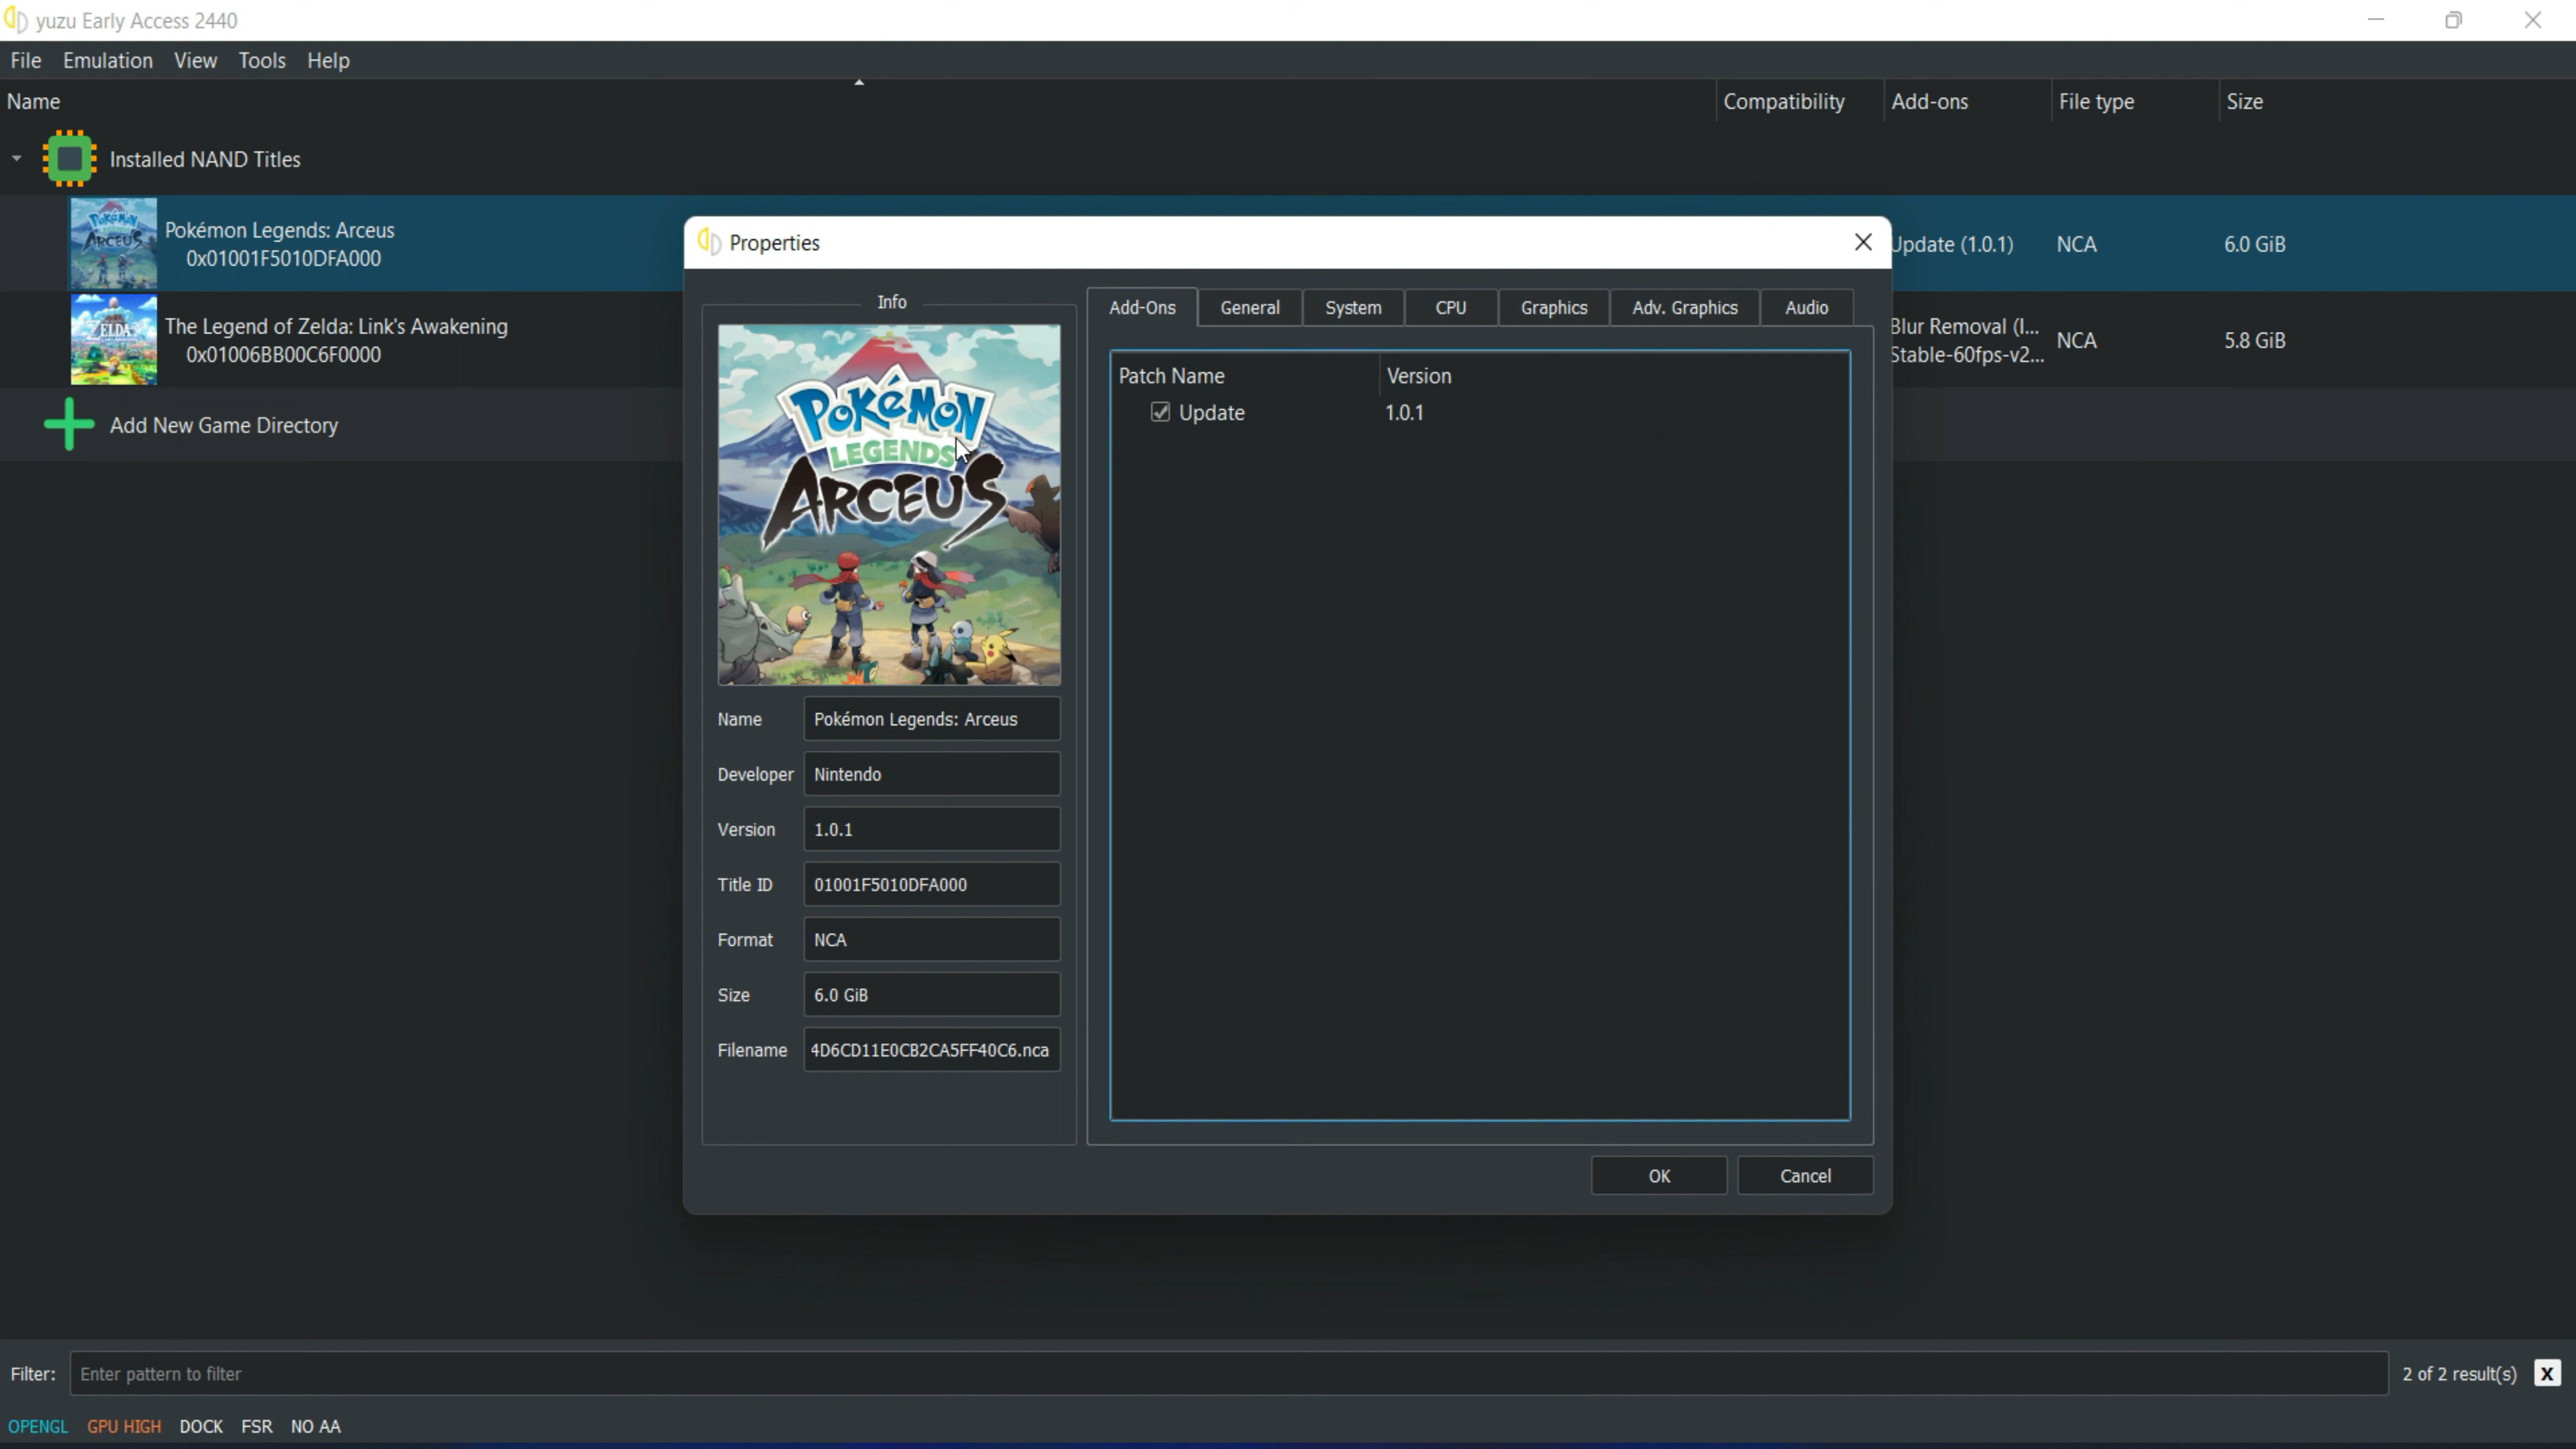 yuzu Early Access 2440
File Emulation View Tools Help
Name Compatibility Add-ons File type Size
Installed NAND Titles
POKéMON LEGENDS ARCEUS
Pokémon Legends: Arceus
0x01001F5010DFA000
Update (1.0.1) NCA 6.0 GiB
ZELDA
The Legend of Zelda: Link's Awakening
0x01006BB00C6F0000
Blur Removal (I...
Stable-60fps-v2...
NCA 5.8 GiB
Add New Game Directory
Properties
Info
POKéMON
LEGENDS
ARCEUS
Name Pokémon Legends: Arceus
Developer Nintendo
Version 1.0.1
Title ID 01001F5010DFA000
Format NCA
Size 6.0 GiB
Filename 4D6CD11E0CB2CA5FF40C6.nca
Add-Ons General System CPU Graphics Adv. Graphics Audio
Patch Name Version
Update 1.0.1
OK Cancel
Filter: Enter pattern to filter 2 of 2 result(s) X
OPENGL GPU HIGH DOCK FSR NO AA